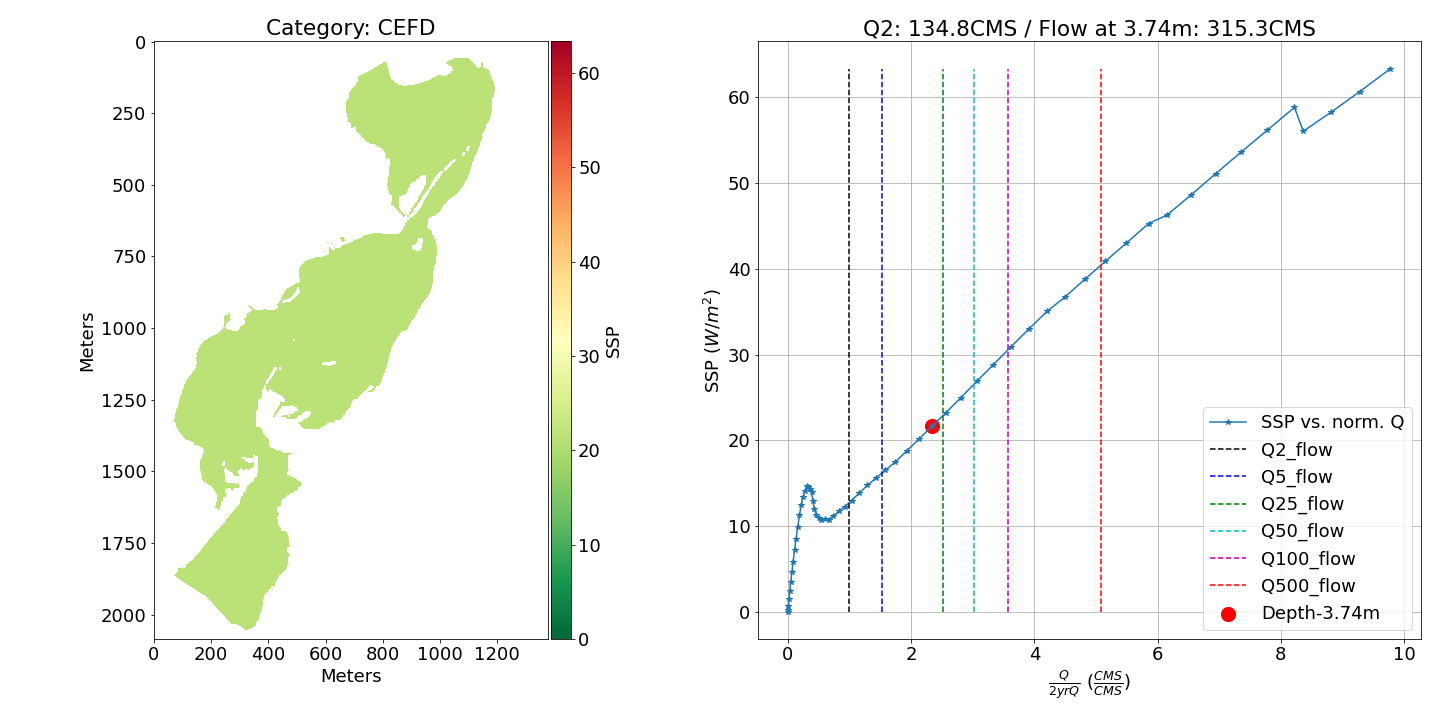 Category: CEFD
0
250
500
750
1000
1250
1500
1750
2000
Meters
0 200 400 600 800 1000 1200
Meters
60
50
40
30
20
10
0
SSP
Q2: 134.8CMS / Flow at 3.74m: 315.3CMS
60
50
40
30
20
10
0
SSP (W/m²)
0 2 4 6 8 10
Q/2yrQ (CMS/CMS)
SSP vs. norm. Q
Q2_flow
Q5_flow
Q25_flow
Q50_flow
Q100_flow
Q500_flow
Depth-3.74m